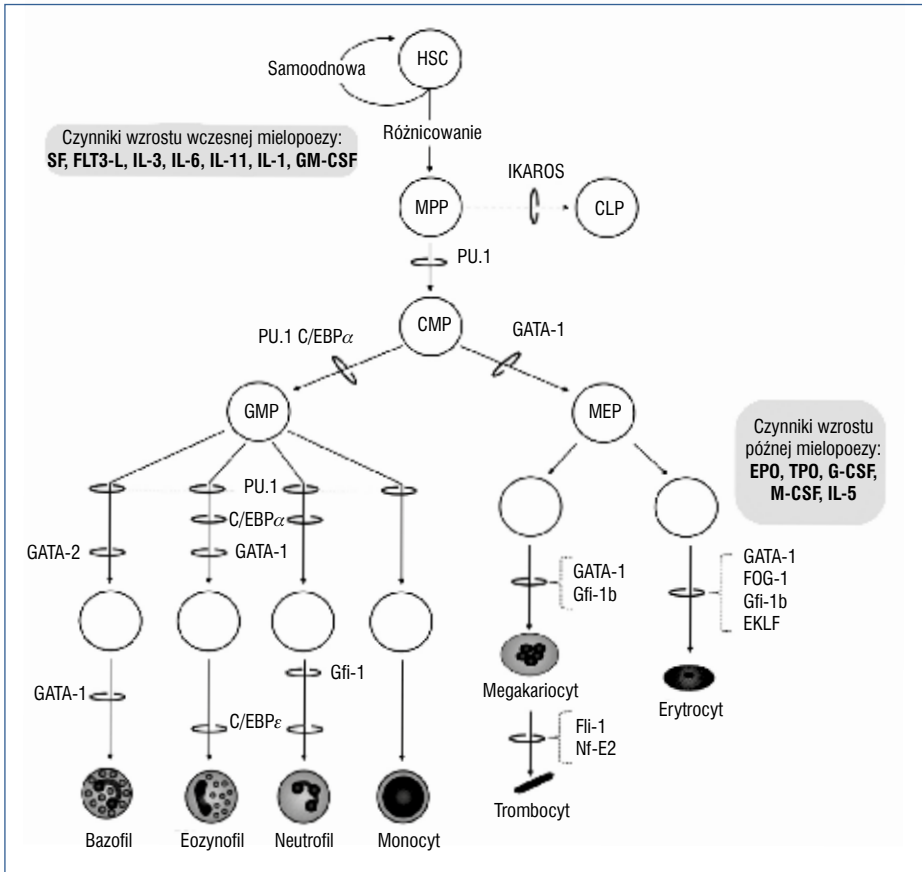 HSC
Samoodnowa
Różnicowanie
Czynniki wzrostu wczesnej mielopoezy:
SF, FLT3-L, IL-3, IL-6, IL-11, IL-1, GM-CSF
IKAROS
MPP
CLP
PU.1
CMP
PU.1 C/EBPα
GATA-1
GMP
MEP
Czynniki wzrostu
późnej mielopoezy:
EPO, TPO, G-CSF,
M-CSF, IL-5
PU.1
C/EBPα
GATA-2
GATA-1
GATA-1
Gfi-1b
GATA-1
FOG-1
Gfi-1b
EKLF
Gfi-1
GATA-1
C/EBPε
Megakariocyt
Erytrocyt
Fli-1
Nf-E2
Trombocyt
Bazofil
Eozynofil
Neutrofil
Monocyt